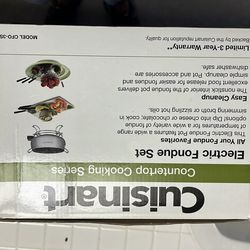 Cuisinart
Countertop Cooking Series
Electric Fondue Set
All Your Fondue Favorites
This Electric Fondue Pot features a wide range
of temperatures for a wide variety of fondue
options! Dip into cheese or chocolate; cook in
simmering broth or sizzling hot oils.
Easy Cleanup
The nonstick interior of the fondue pot delivers
excellent food release for easier fondues and
simple cleanup. Pot and accessories are
dishwasher safe.
Limited 3-Year Warranty**
Backed by the Cuisinart reputation for quality
MODEL CFO-3S